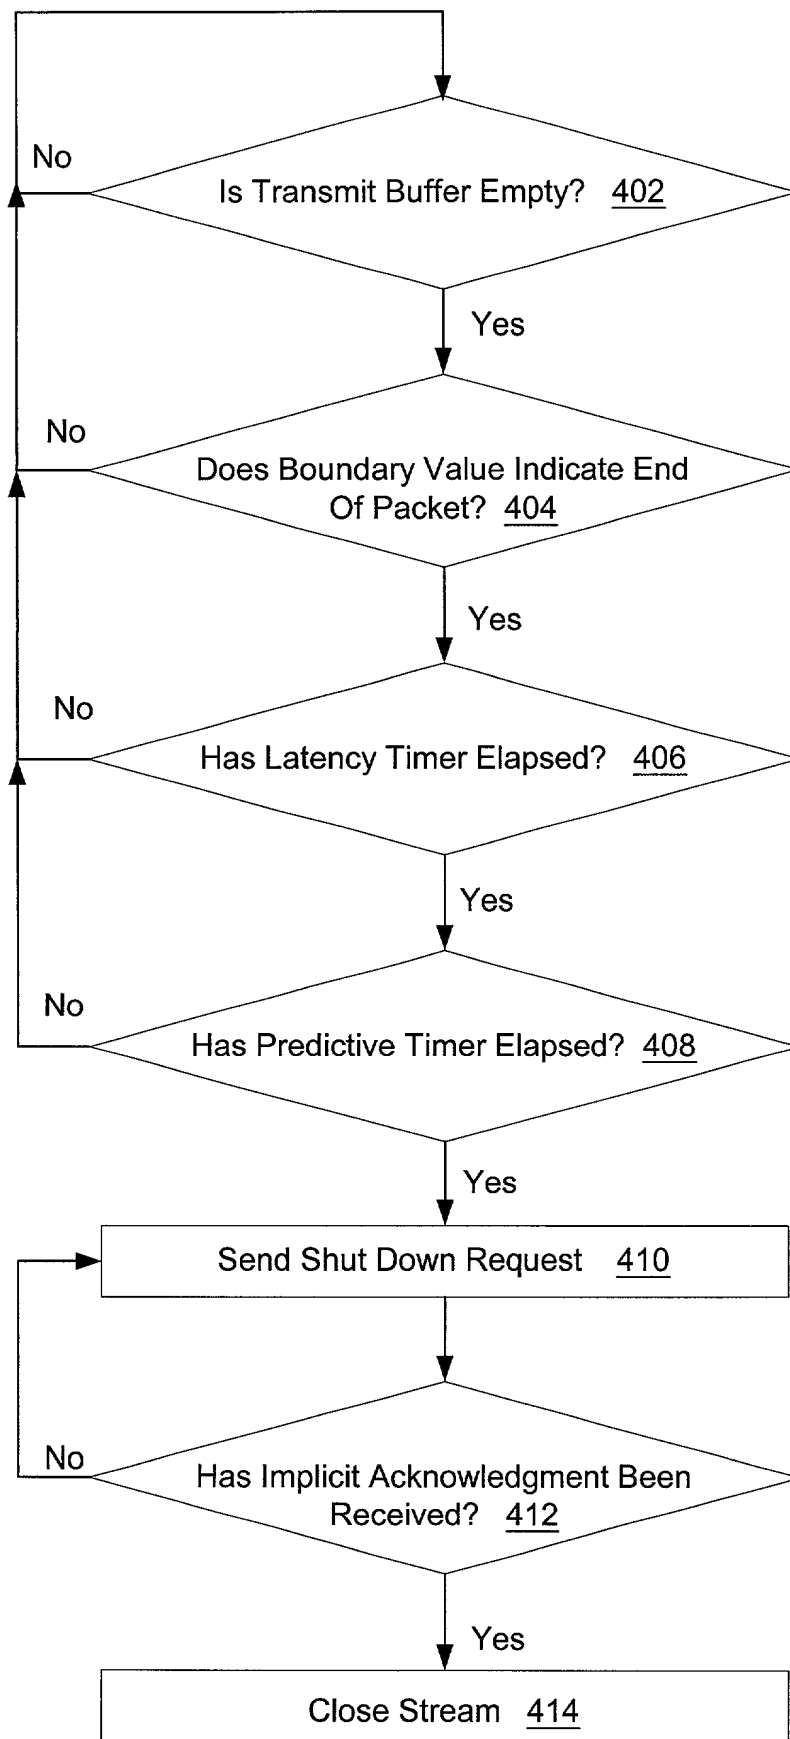 No
Is Transmit Buffer Empty? 402
Yes
No
Does Boundary Value Indicate End
Of Packet? 404
Yes
No
Has Latency Timer Elapsed? 406
Yes
No
Has Predictive Timer Elapsed? 408
Yes
Send Shut Down Request 410
No
Has Implicit Acknowledgment Been
Received? 412
Yes
Close Stream 414